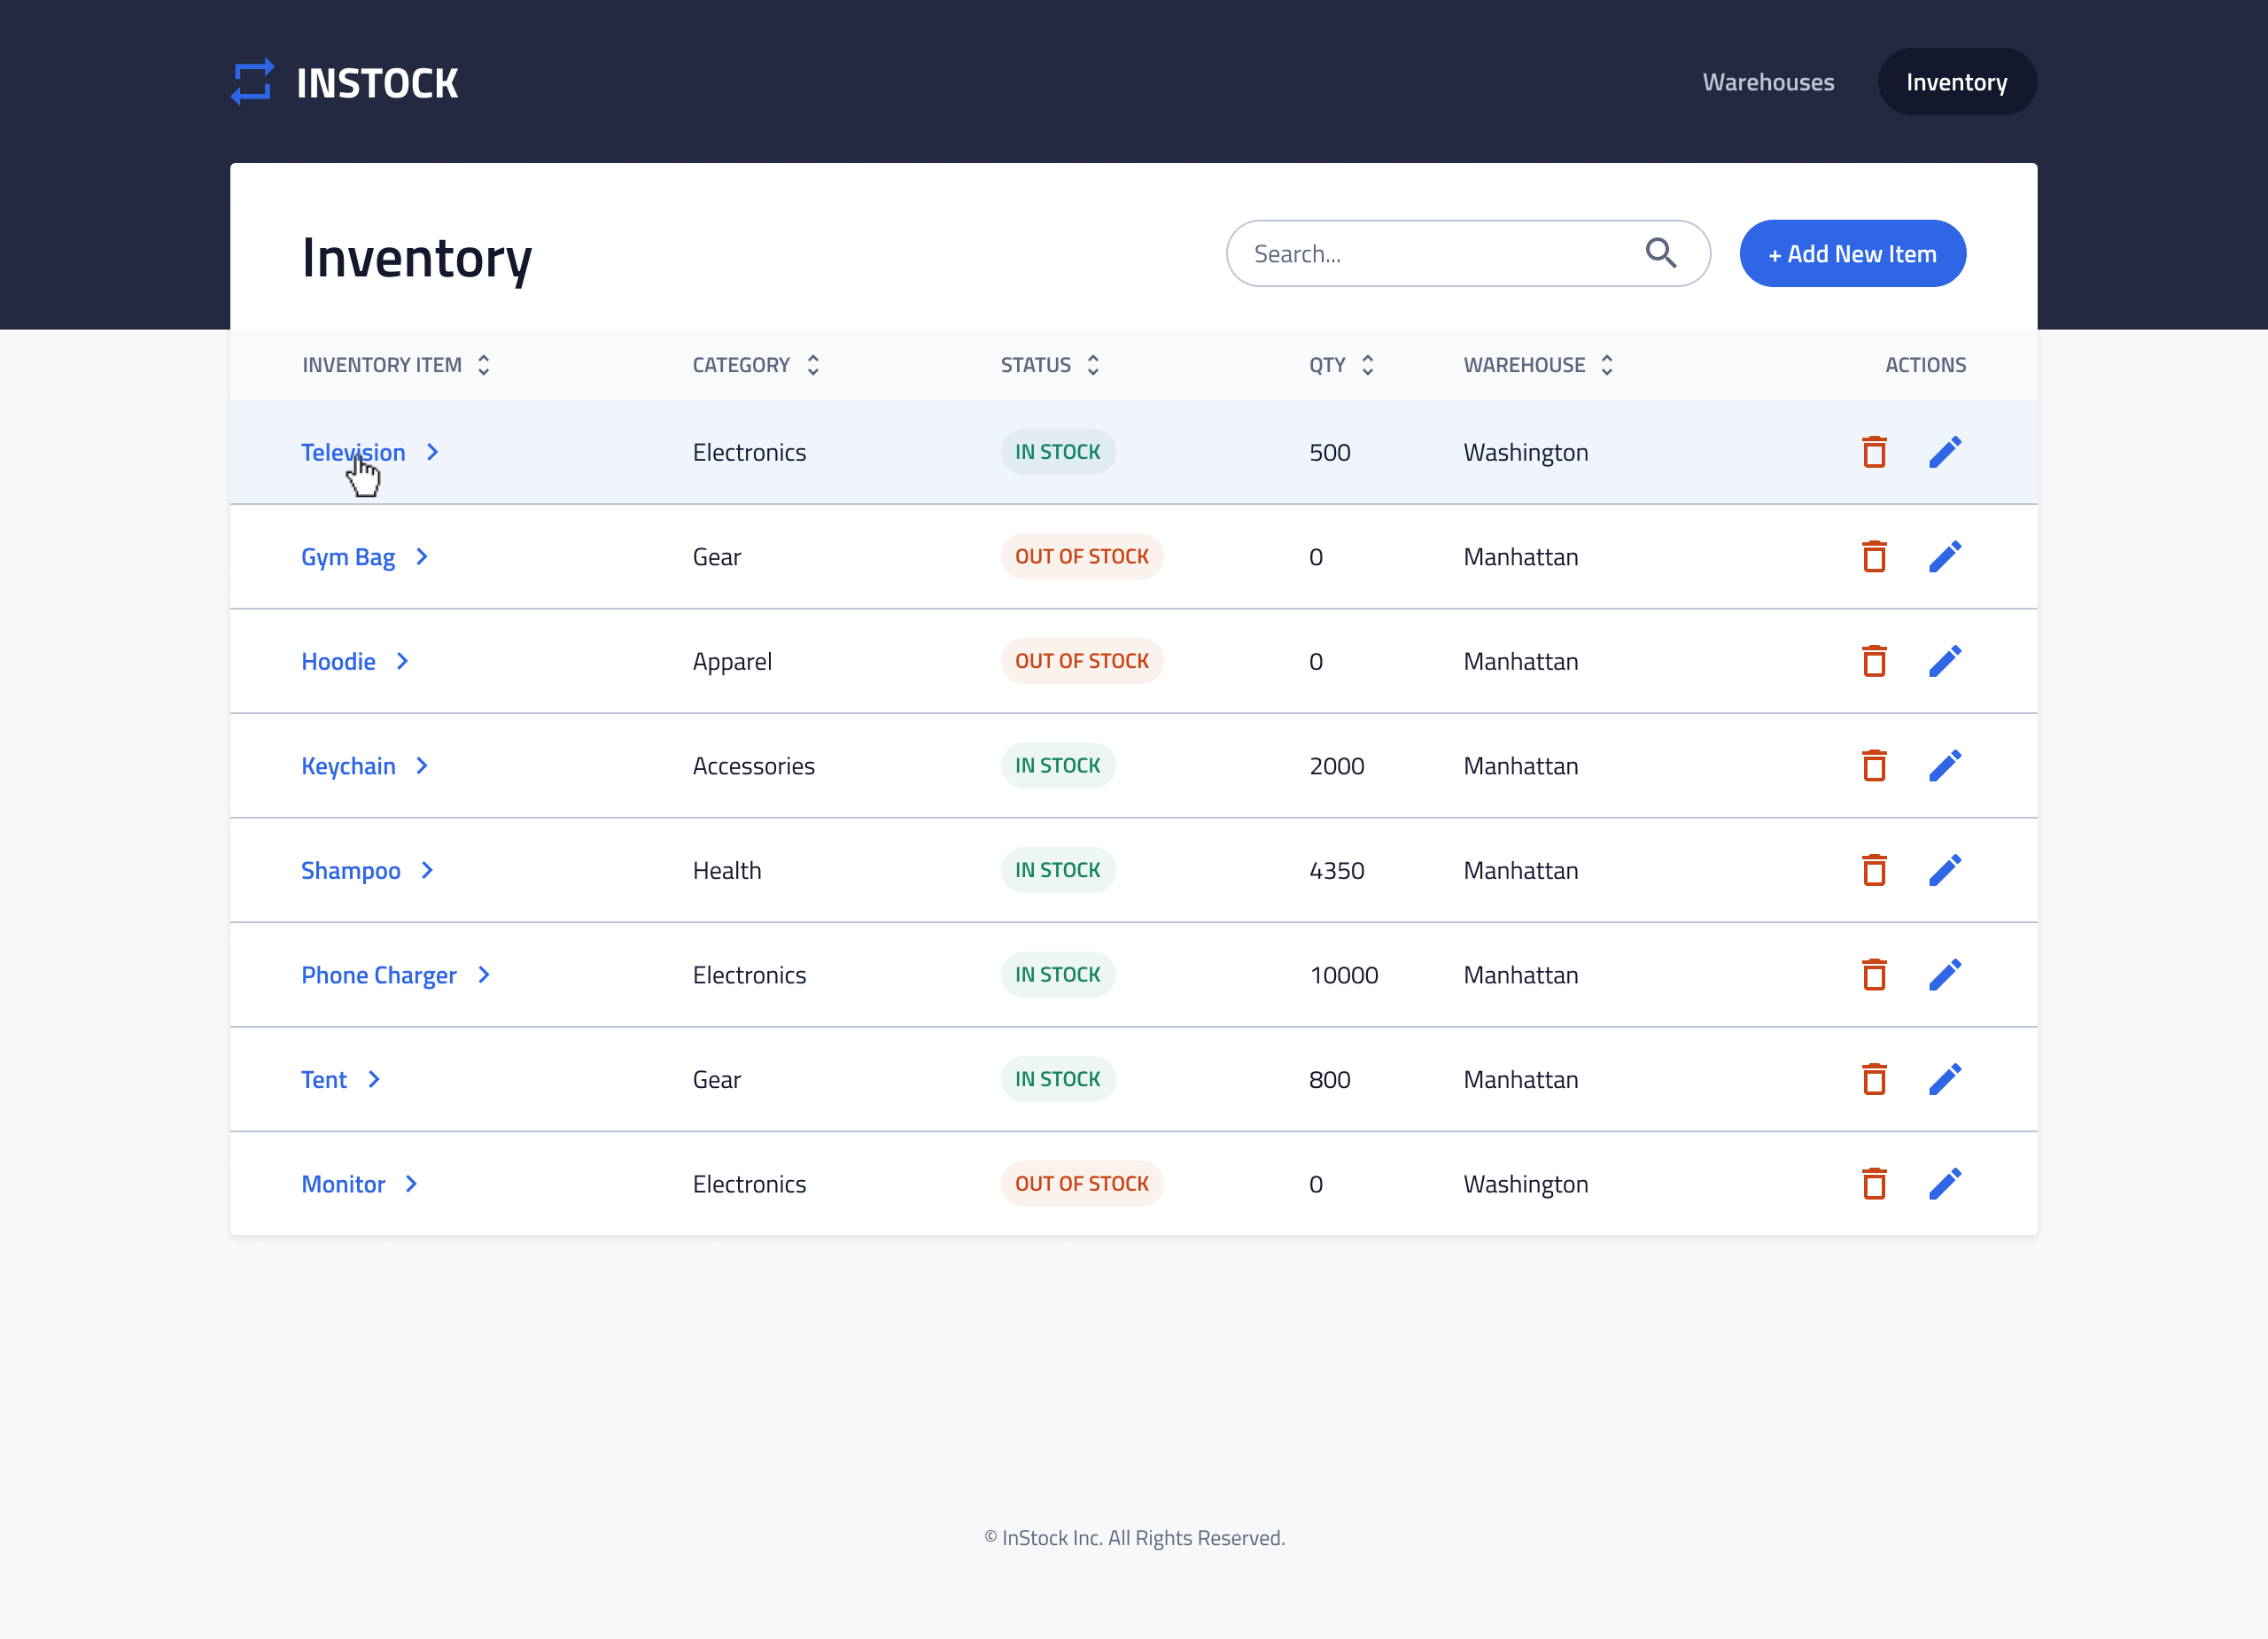 INSTOCK Warehouses Inventory
Inventory Search... + Add New Item
INVENTORY ITEM CATEGORY STATUS QTY WAREHOUSE ACTIONS
Television Electronics IN STOCK 500 Washington
Gym Bag Gear OUT OF STOCK 0 Manhattan
Hoodie Apparel OUT OF STOCK 0 Manhattan
Keychain Accessories IN STOCK 2000 Manhattan
Shampoo Health IN STOCK 4350 Manhattan
Phone Charger Electronics IN STOCK 10000 Manhattan
Tent Gear IN STOCK 800 Manhattan
Monitor Electronics OUT OF STOCK 0 Washington
© InStock Inc. All Rights Reserved.